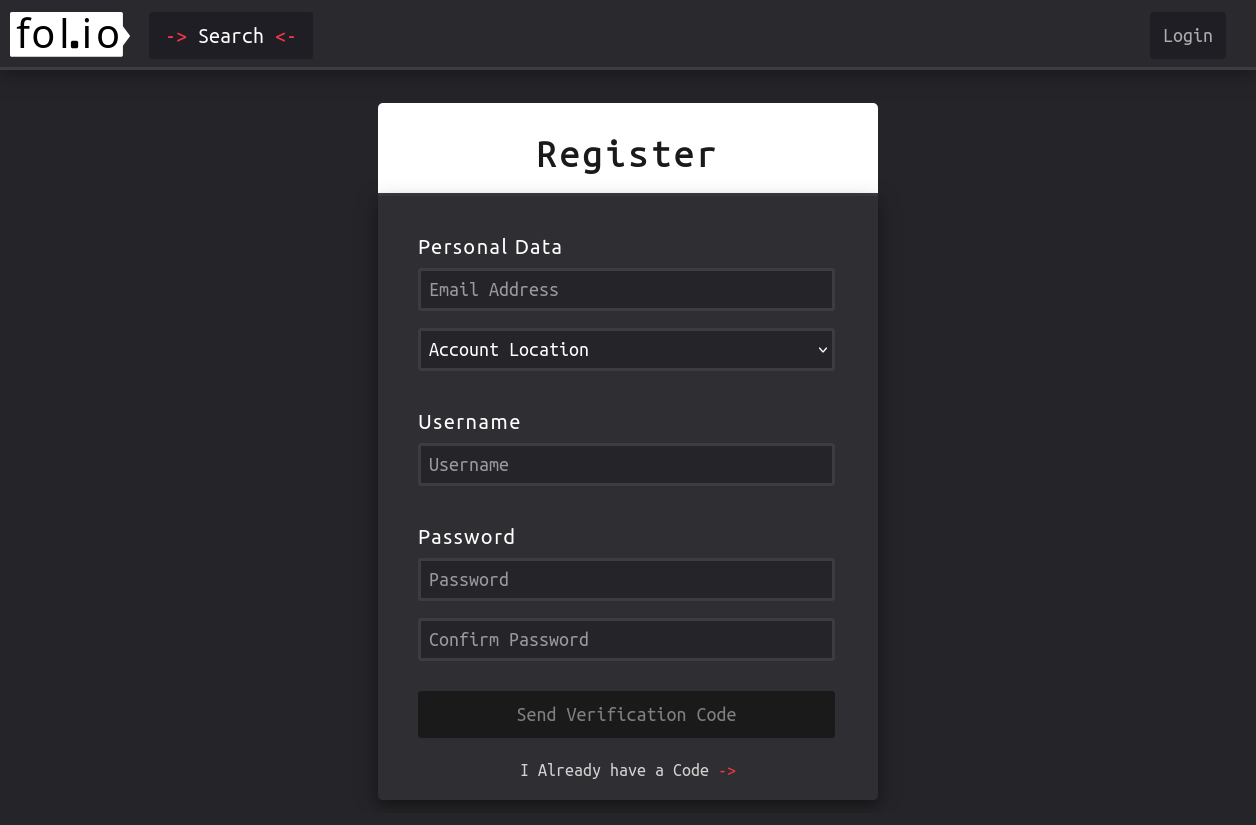 fol.io
-> Search <-
Login
Register
Personal Data
Email Address
Account Location
Username
Username
Password
Password
Confirm Password
Send Verification Code
I Already have a Code ->